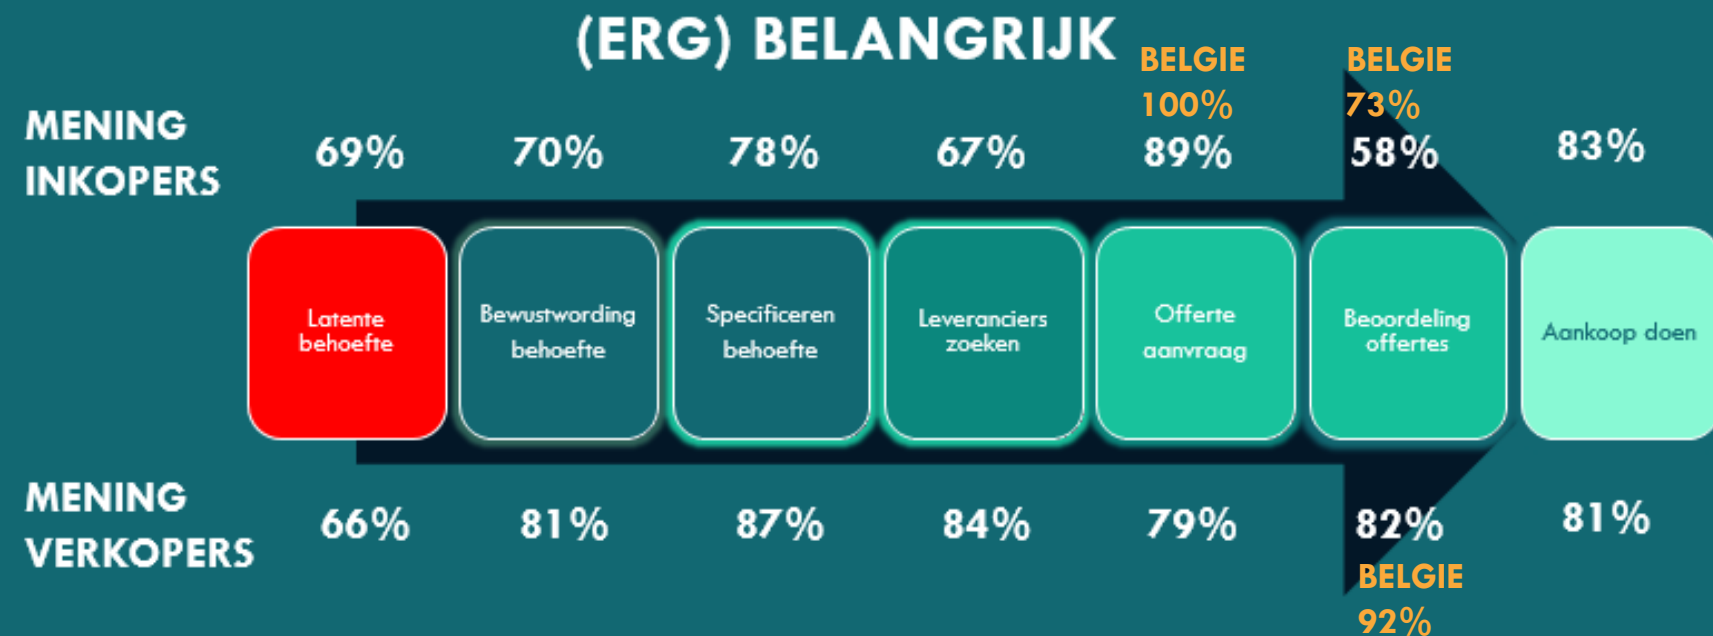 (ERG) BELANGRIJK
BELGIE
100%
BELGIE
73%
MENING
INKOPERS
69%
70%
78%
67%
89%
58%
83%
Latente
behoefte
Bewustwording
behoefte
Specificeren
behoefte
Leveranciers
zoeken
Offerte
aanvraag
Beoordeling
offertes
Aankoop doen
MENING
VERKOPERS
66%
81%
87%
84%
79%
82%
81%
BELGIE
92%